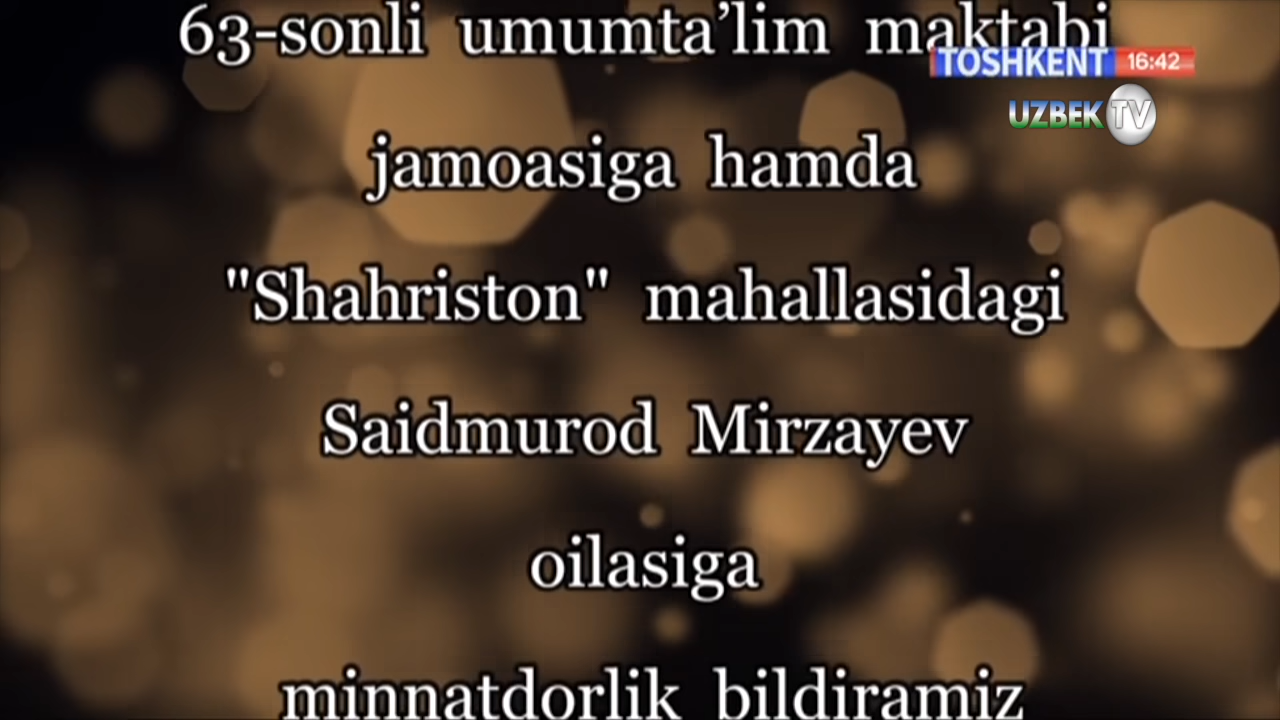 63-sonli umumta’lim maktabi
TOSHKENT 16:42
UZBEK TV
jamoasiga hamda
"Shahriston" mahallasidagi
Saidmurod Mirzayev
oilasiga
minnatdorlik bildiramiz